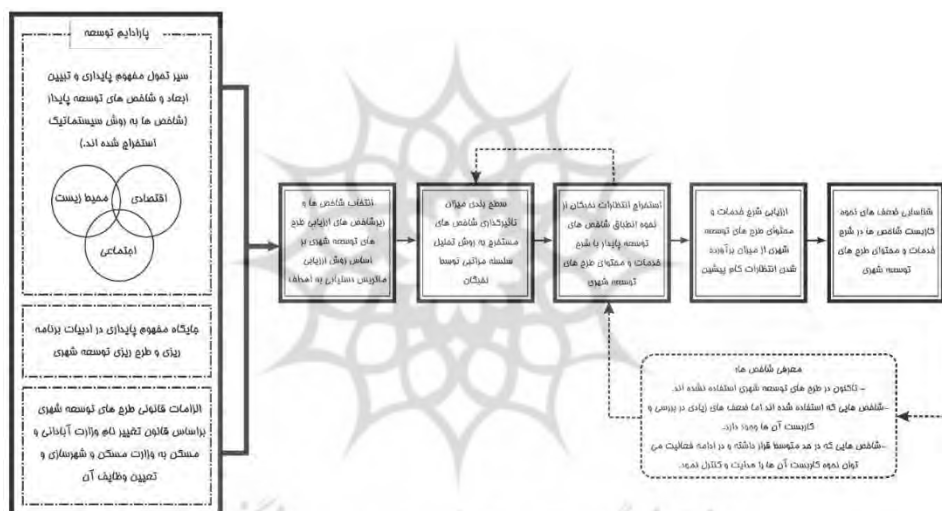 پارادایم توسعه
سیر تحول مفهوم پایداری و تبیین
ابعاد و شاخص های توسعه پایدار
(شاخص ها به روش سیستماتیک
استخراج شده اند.)
اقتصادی
محیط زیست
اجتماعی
جایگاه مفهوم پایداری در ادبیات برنامه
ریزی و طرح ریزی توسعه شهری
الزامات قانونی طرح های توسعه شهری
براساس قانون تغییر نام وزارت آبادانی و
مسکن به وزارت مسکن و شهرسازی و
تعیین وظایف آن
انتخاب شاخص ها و
زیرشاخص های ارزیابی طرح
های توسعه شهری بر
اساس روش ارزیابی
ماتریس دستیابی به اهداف
سطح بندی میزان
تأثیرگذاری شاخص های
مستخرج به روش تحلیل
سلسله مراتبی توسط
نخبگان
استخراج انتظارات نخبگان از
نحوه انطباق شاخص های
توسعه پایدار با شرح
خدمات و محتوای طرح های
توسعه شهری
ارزیابی شرح خدمات و
محتوای طرح های توسعه
شهری از میزان برآورده
شدن انتظارات گام پیشین
شناسایی ضعف های نحوه
کاربست شاخص ها در شرح
خدمات و محتوای طرح های
توسعه شهری
معرفی شاخص ها:
- تاکنون در طرح های توسعه شهری استفاده نشده اند.
-شاخص هایی که استفاده شده اند اما ضعف های زیادی در بررسی و
کاربست آن ها وجود دارد.
-شاخص هایی که در حد متوسط قرار داشته و در ادامه فعالیت می
توان نحوه کاربست آن ها را هدایت و کنترل نمود.